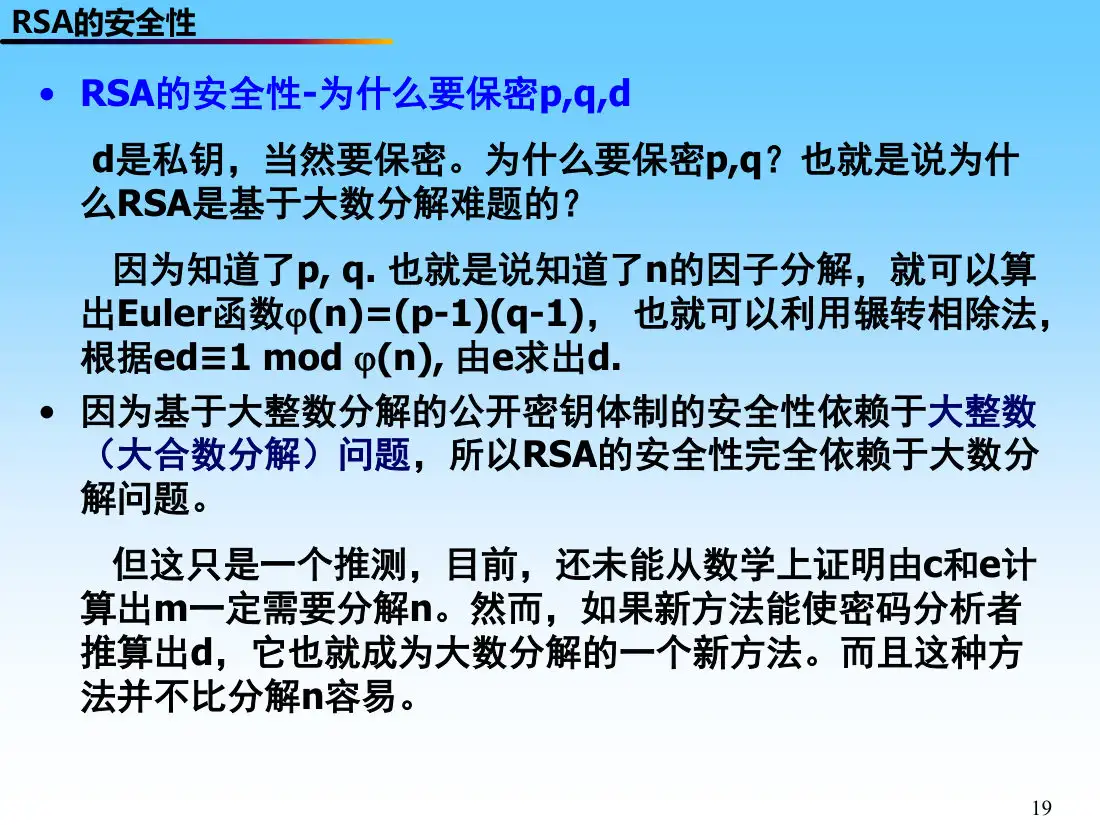 RSA的安全性
• RSA的安全性-为什么要保密p,q,d
d是私钥，当然要保密。为什么要保密p,q？也就是说为什
么RSA是基于大数分解难题的？
因为知道了p, q. 也就是说知道了n的因子分解，就可以算
出Euler函数φ(n)=(p-1)(q-1)， 也就可以利用辗转相除法，
根据ed≡1 mod φ(n), 由e求出d.
• 因为基于大整数分解的公开密钥体制的安全性依赖于大整数
（大合数分解）问题，所以RSA的安全性完全依赖于大数分
解问题。
但这只是一个推测，目前，还未能从数学上证明由c和e计
算出m一定需要分解n。然而，如果新方法能使密码分析者
推算出d，它也就成为大数分解的一个新方法。而且这种方
法并不比分解n容易。
19